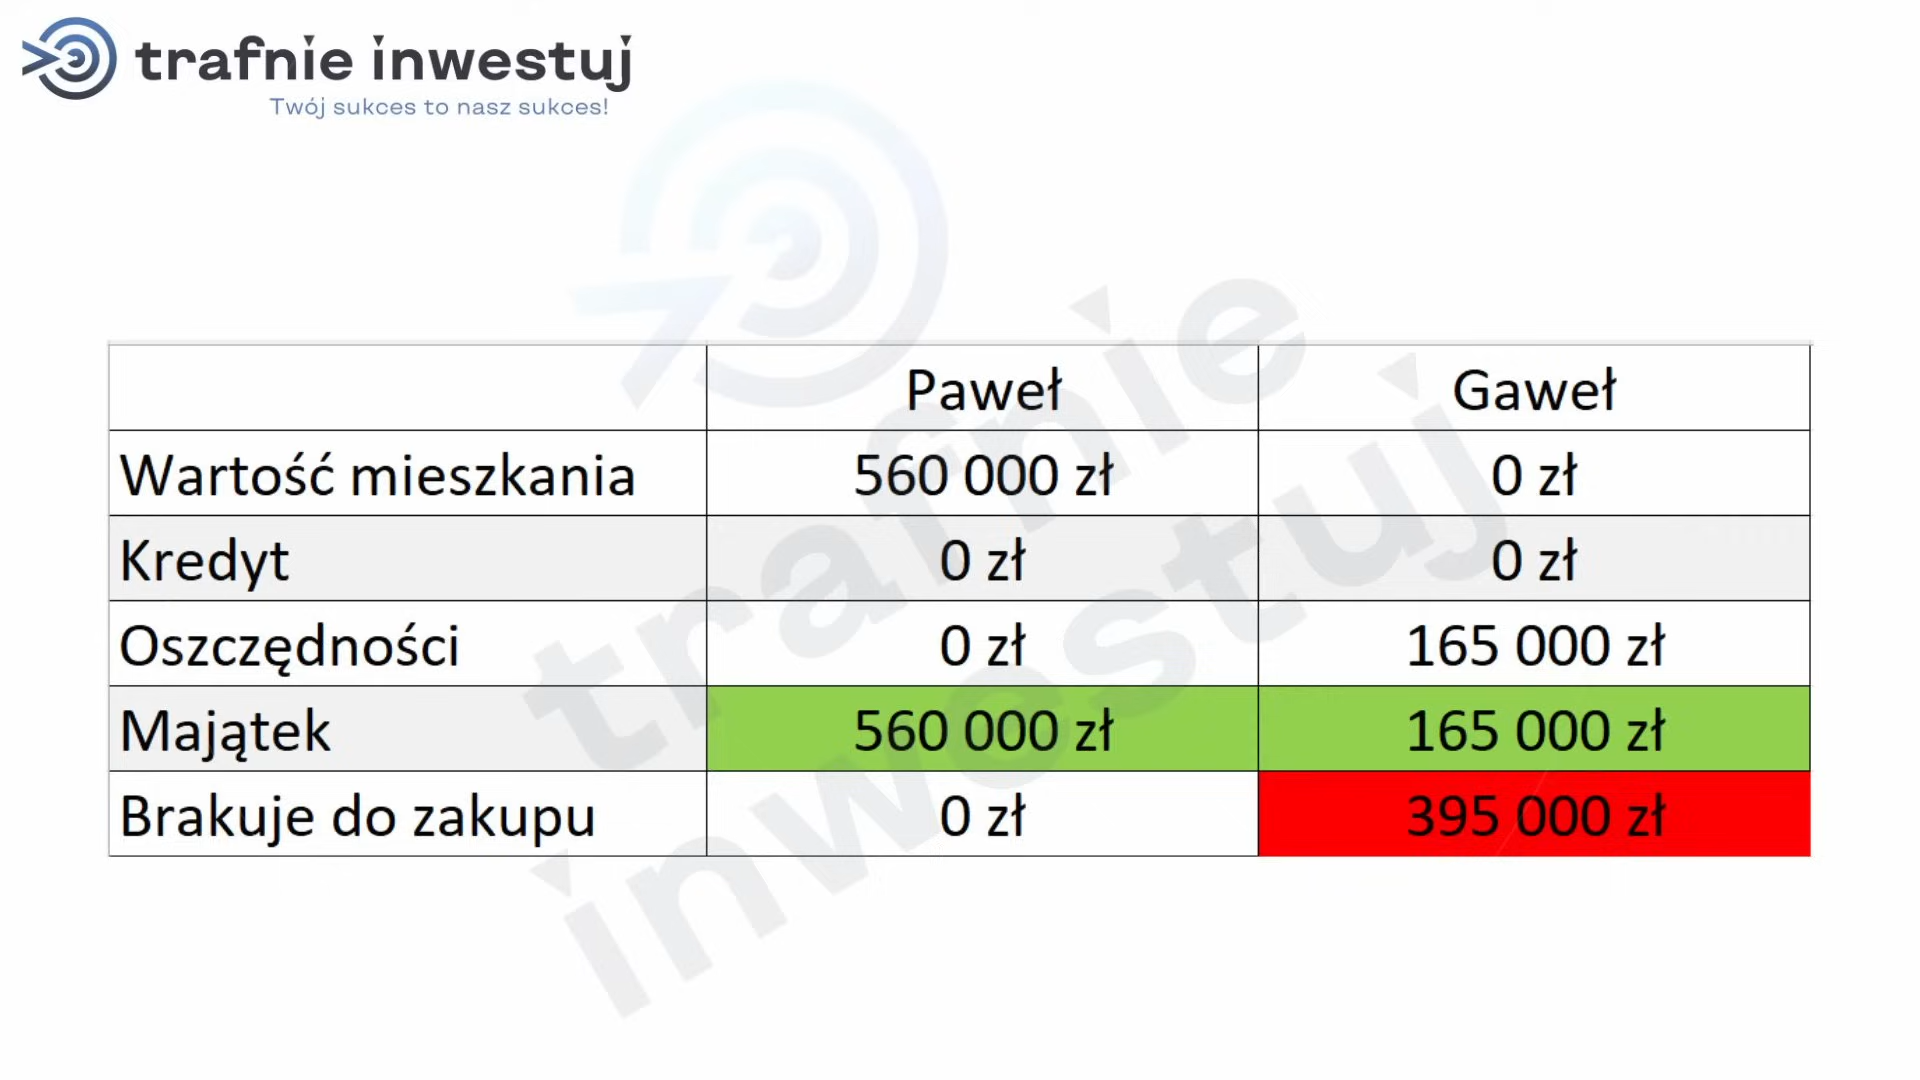 trafnie inwestuj
Twój sukces to nasz sukces!
Paweł Gaweł
Wartość mieszkania 560 000 zł 0 zł
Kredyt 0 zł 0 zł
Oszczędności 0 zł 165 000 zł
Majątek 560 000 zł 165 000 zł
Brakuje do zakupu 0 zł 395 000 zł
trafnie
inwestuj